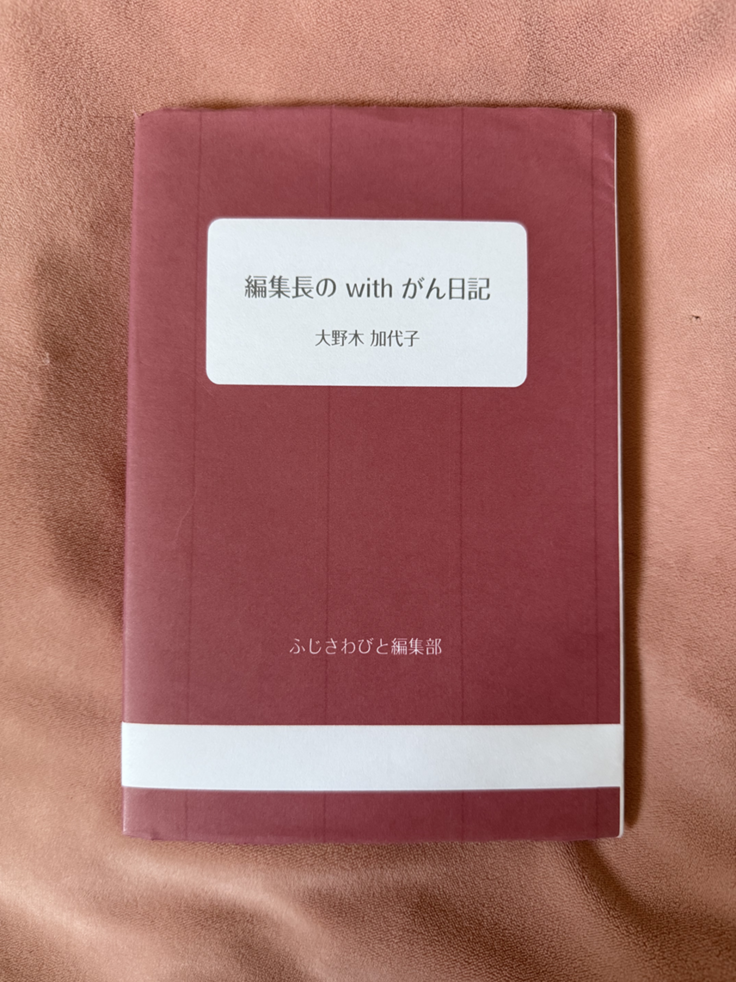 編集長の with がん日記
大野木 加代子
ふじさわびと編集部